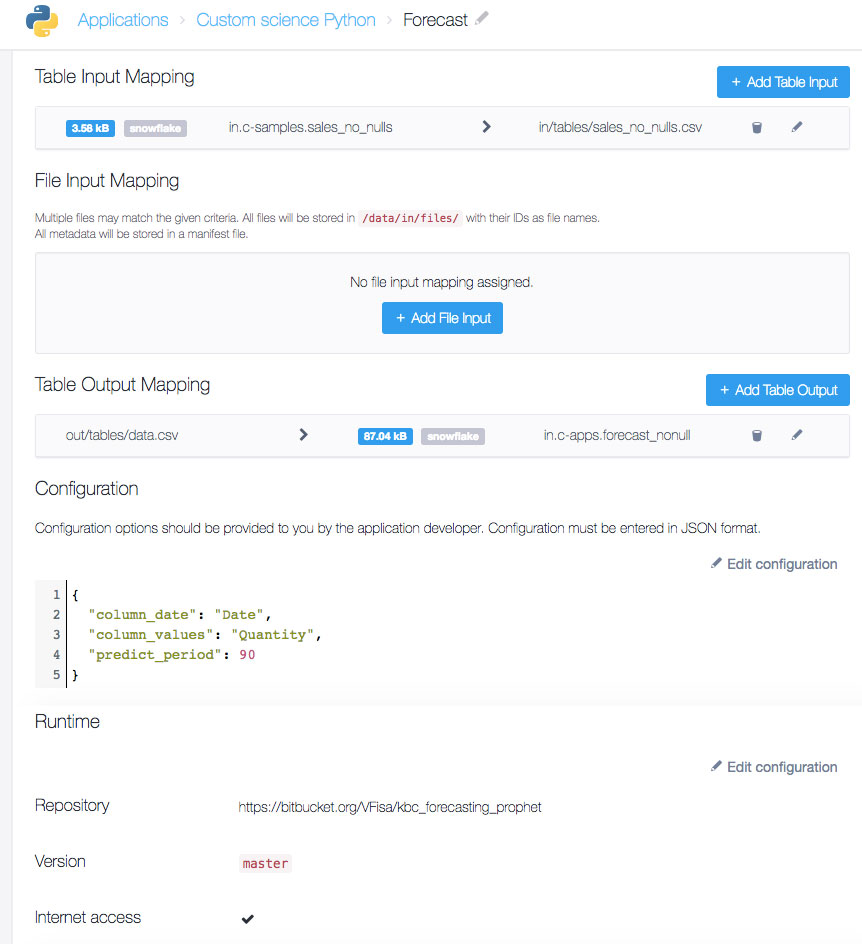 Applications > Custom science Python > Forecast
Table Input Mapping
+ Add Table Input
3.58 kB snowflake in.c-samples.sales_no_nulls in/tables/sales_no_nulls.csv
File Input Mapping
Multiple files may match the given criteria. All files will be stored in /data/in/files/ with their IDs as file names.
All metadata will be stored in a manifest file.
No file input mapping assigned.
+ Add File Input
Table Output Mapping
+ Add Table Output
out/tables/data.csv 87.04 kB snowflake in.c-apps.forecast_nonull
Configuration
Configuration options should be provided to you by the application developer. Configuration must be entered in JSON format.
Edit configuration
1 {
2 "column_date": "Date",
3 "column_values": "Quantity",
4 "predict_period": 90
5 }
Runtime
Edit configuration
Repository https://bitbucket.org/VFisa/kbc_forecasting_prophet
Version master
Internet access ✓